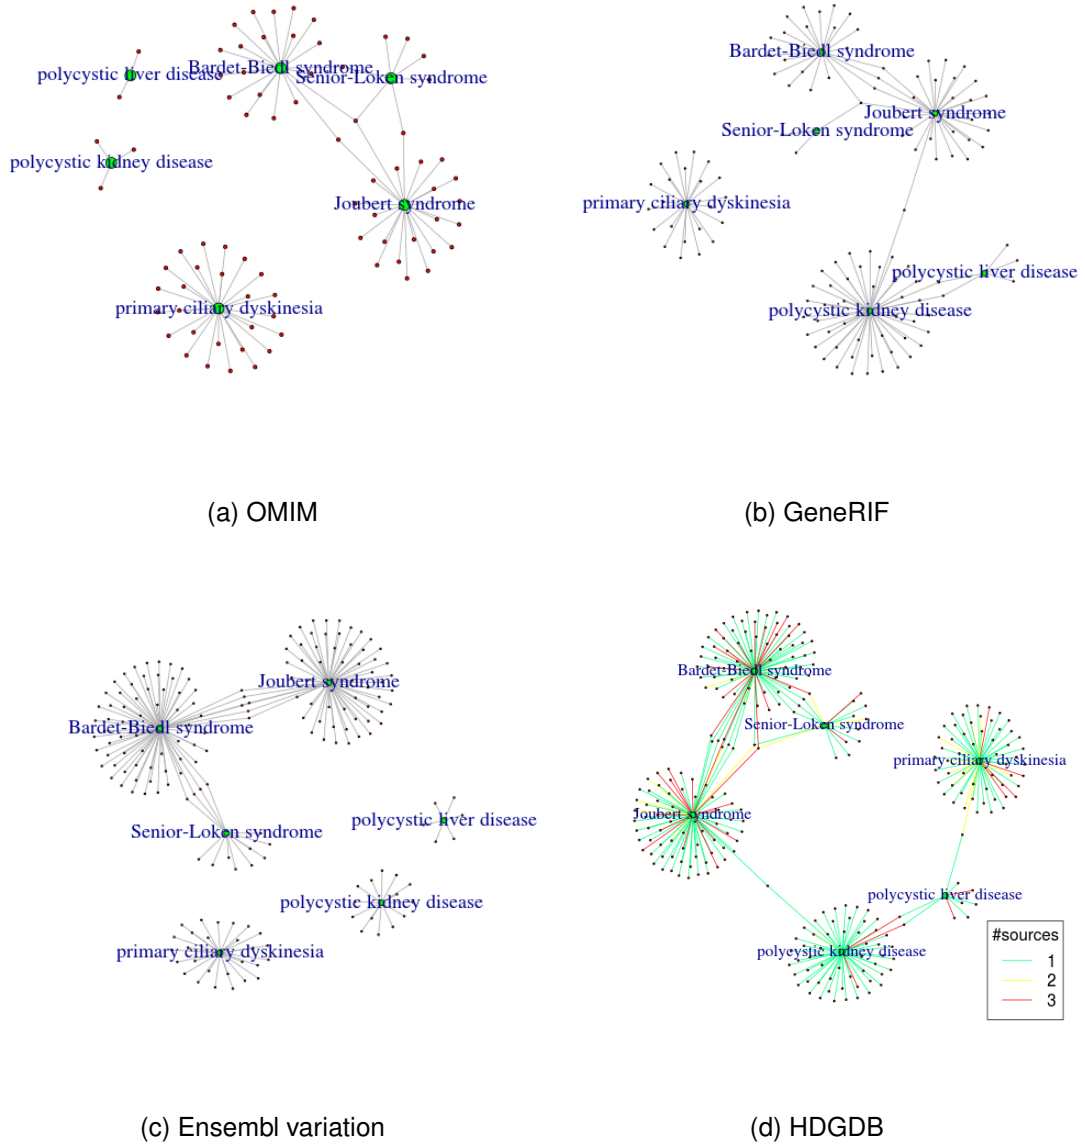 Bardet-Biedl syndrome
polycystic liver disease
Senior-Loken syndrome
polycystic kidney disease
Joubert syndrome
primary ciliary dyskinesia
(a) OMIM
Bardet-Biedl syndrome
Joubert syndrome
Senior-Loken syndrome
primary ciliary dyskinesia
polycystic liver disease
polycystic kidney disease
(b) GeneRIF
Joubert syndrome
Bardet-Biedl syndrome
Senior-Loken syndrome
polycystic liver disease
polycystic kidney disease
primary ciliary dyskinesia
(c) Ensembl variation
Bardet-Biedl syndrome
Senior-Loken syndrome
primary ciliary dyskinesia
Joubert syndrome
polycystic liver disease
polycystic kidney disease
#sources
1
2
3
(d) HDGDB